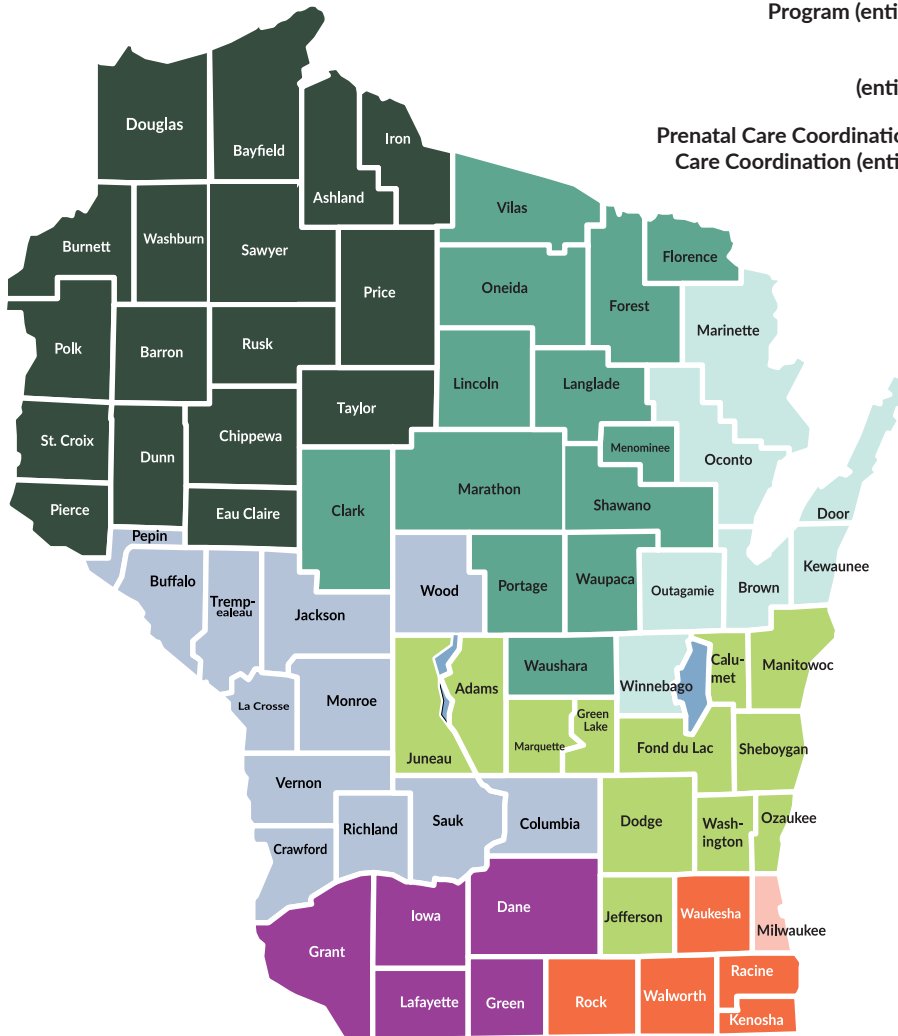 Program (enti
(enti
Prenatal Care Coordinatio
Care Coordination (enti
Douglas
Bayfield
Iron
Ashland
Vilas
Burnett
Washburn
Sawyer
Florence
Price
Oneida
Forest
Marinette
Polk
Barron
Rusk
Lincoln
Langlade
Taylor
St. Croix
Chippewa
Dunn
Menominee
Oconto
Marathon
Pierce
Eau Claire
Clark
Shawano
Door
Pepin
Buffalo
Tremp-
ealeau
Jackson
Wood
Portage
Waupaca
Outagamie
Brown
Kewaunee
Waushara
Calu-
met
Manitowoc
Winnebago
Adams
La Crosse
Monroe
Green
Lake
Marquette
Juneau
Fond du Lac
Sheboygan
Vernon
Richland
Sauk
Columbia
Dodge
Wash-
ington
Ozaukee
Crawford
Iowa
Dane
Jefferson
Waukesha
Milwaukee
Grant
Lafayette
Green
Rock
Walworth
Racine
Kenosha